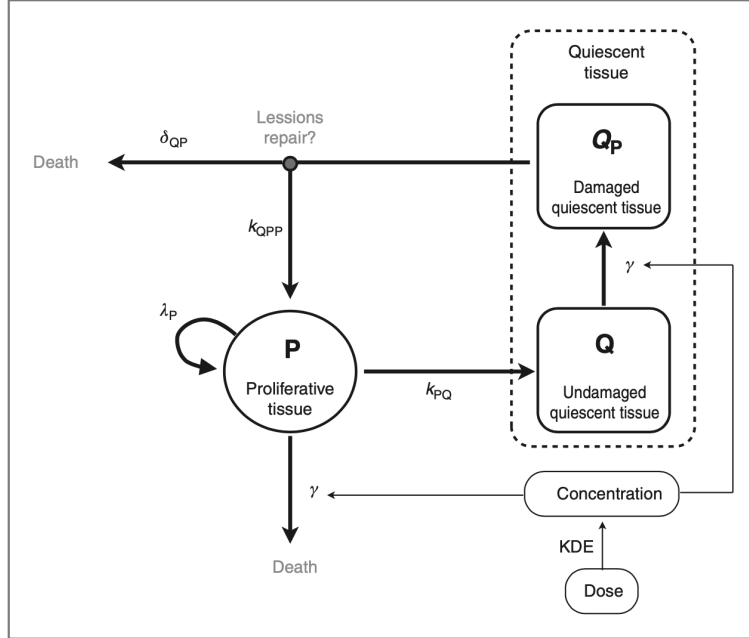 Quiescent
tissue
Lessions
repair?
δQP
Death
QP
Damaged
quiescent tissue
kQPP
γ
λP
P
Proliferative
tissue
Q
Undamaged
quiescent tissue
kPQ
γ
Concentration
Death
KDE
Dose